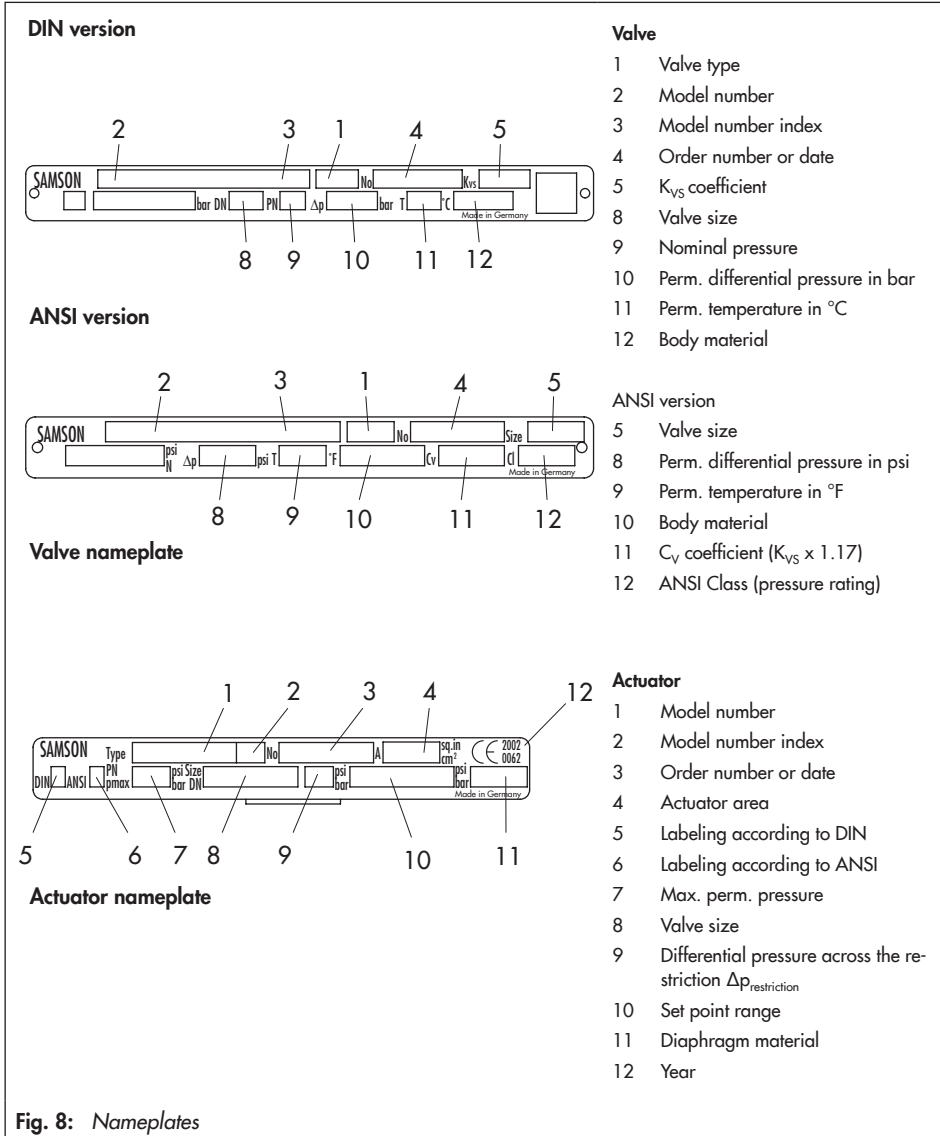 DIN version
2 3 1 4 5
SAMSON No Kvs
bar DN PN Δp bar T °C
Made in Germany
8 9 10 11 12
ANSI version
2 3 1 4 5
SAMSON No Size
psi N Δp psi T °F Cv Cl
Made in Germany
8 9 10 11 12
Valve nameplate
1 2 3 4 12
SAMSON Type No A sq.in cm² CE 2002 0062
DIN ANSI PN pmax psi bar Size DN psi bar psi bar
Made in Germany
5 6 7 8 9 10 11
Actuator nameplate
Valve
1 Valve type
2 Model number
3 Model number index
4 Order number or date
5 KVS coefficient
8 Valve size
9 Nominal pressure
10 Perm. differential pressure in bar
11 Perm. temperature in °C
12 Body material
ANSI version
5 Valve size
8 Perm. differential pressure in psi
9 Perm. temperature in °F
10 Body material
11 CV coefficient (KVS x 1.17)
12 ANSI Class (pressure rating)
Actuator
1 Model number
2 Model number index
3 Order number or date
4 Actuator area
5 Labeling according to DIN
6 Labeling according to ANSI
7 Max. perm. pressure
8 Valve size
9 Differential pressure across the re-
striction Δprestriction
10 Set point range
11 Diaphragm material
12 Year
Fig. 8: Nameplates